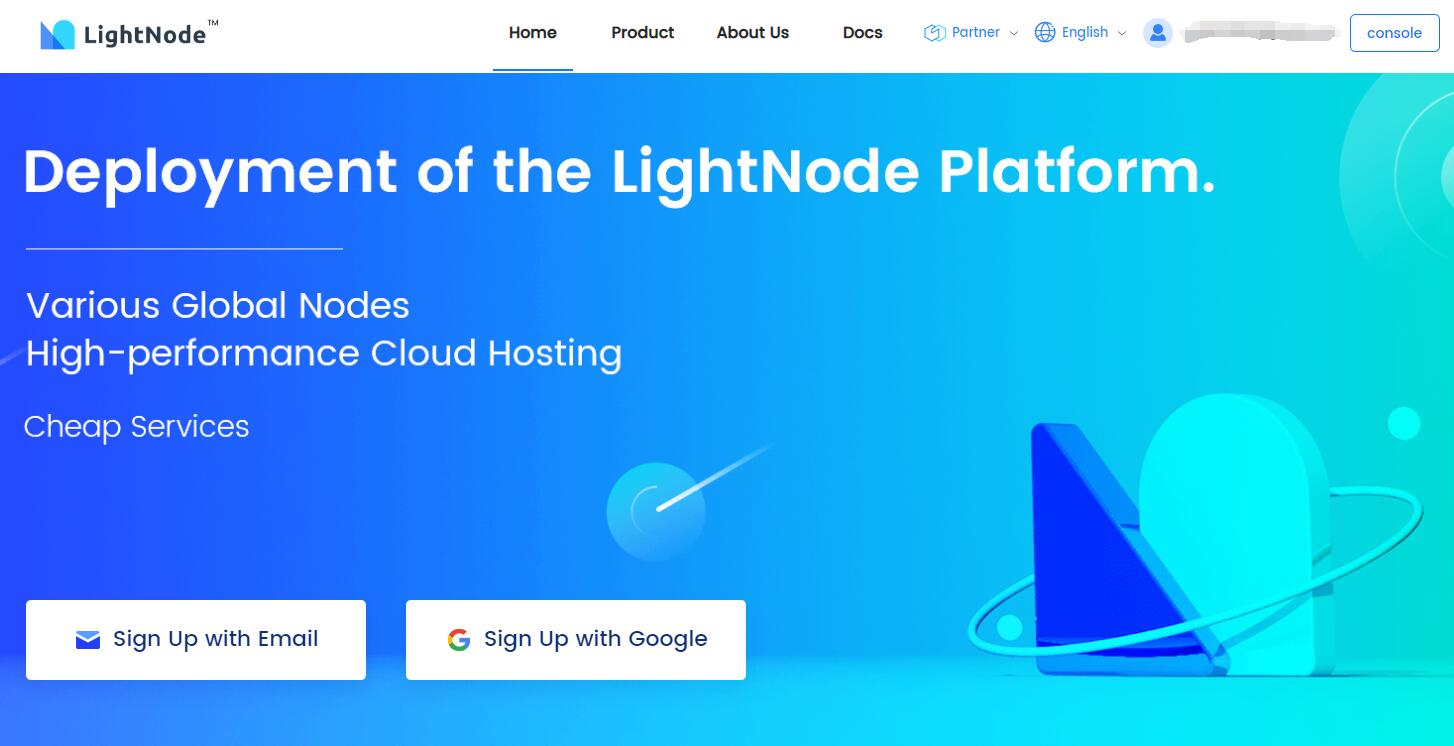 LightNode™
Home
Product
About Us
Docs
Partner
English
console
Deployment of the LightNode Platform.
Various Global Nodes
High-performance Cloud Hosting
Cheap Services
Sign Up with Email
Sign Up with Google